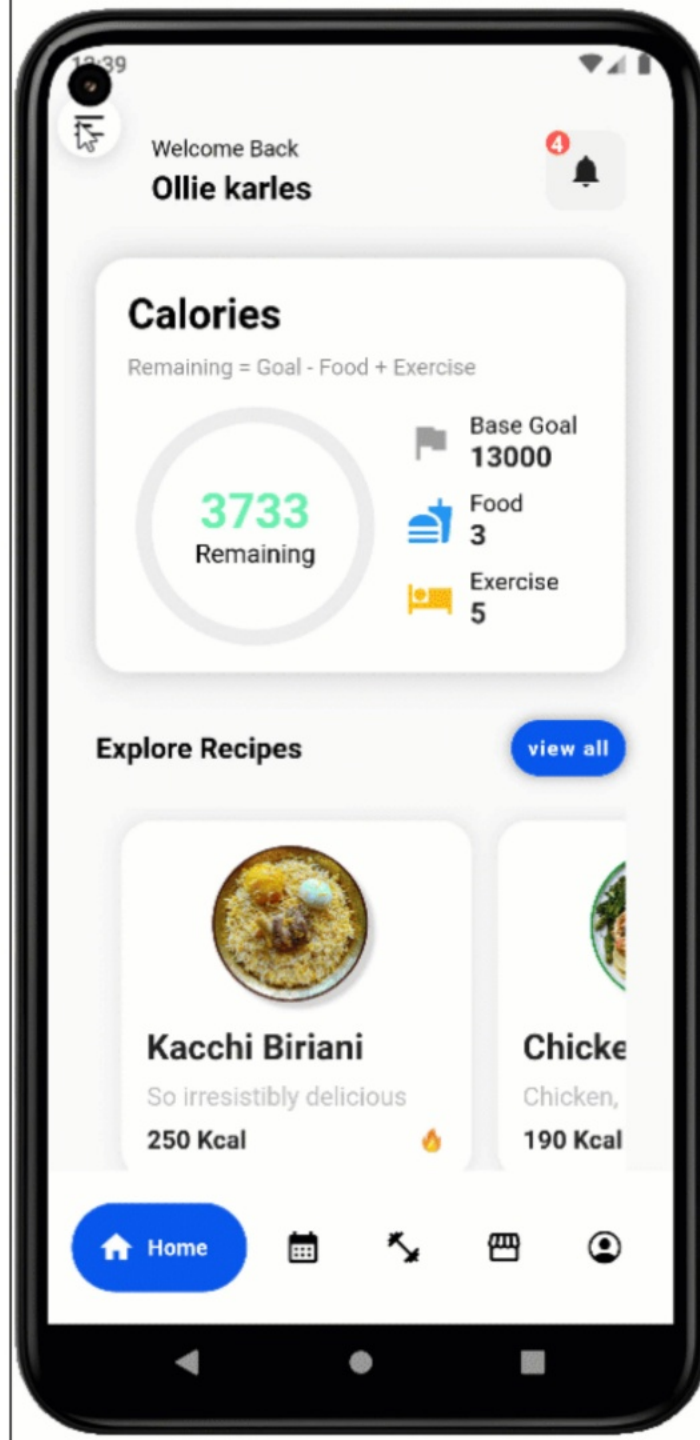 Welcome Back
Ollie karles
4
Calories
Remaining = Goal - Food + Exercise
3733
Remaining
Base Goal
13000
Food
3
Exercise
5
Explore Recipes
view all
Kacchi Biriani
So irresistibly delicious
250 Kcal
Chicke
Chicken,
190 Kcal
Home